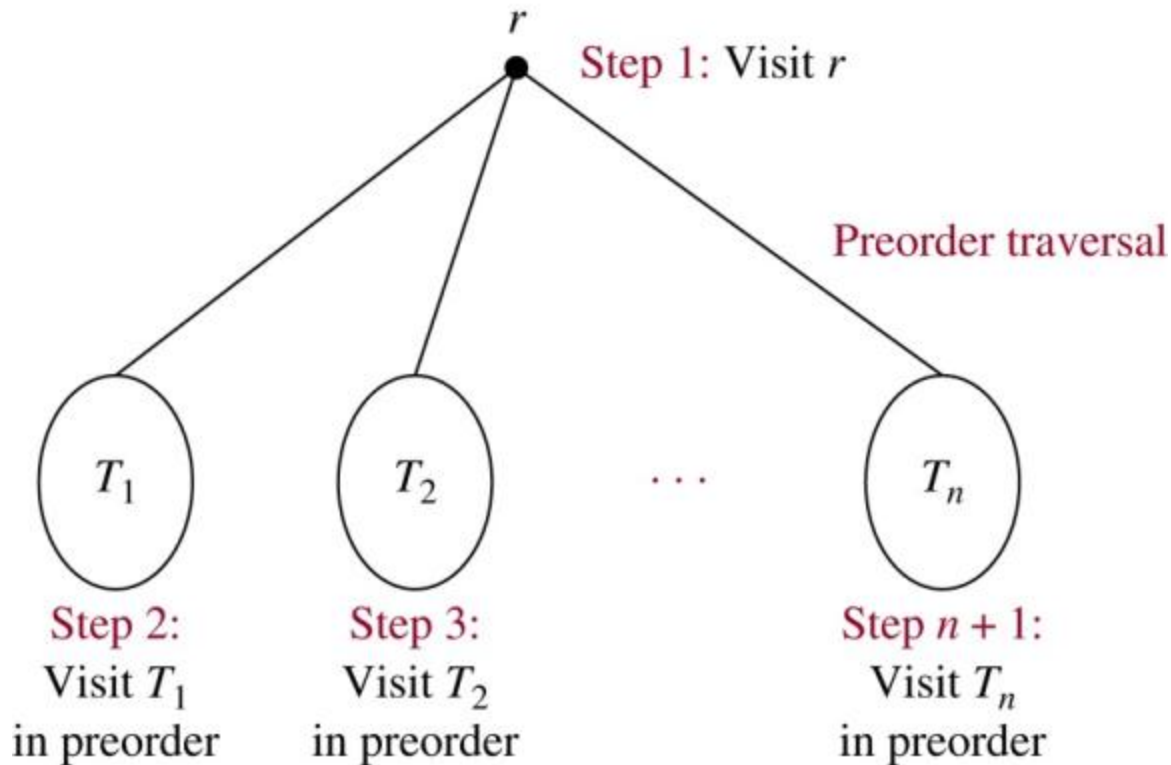 r
Step 1: Visit r
Preorder traversal
T₁
T₂
. . .
Tₙ
Step 2:
Visit T₁
in preorder
Step 3:
Visit T₂
in preorder
Step n + 1:
Visit Tₙ
in preorder